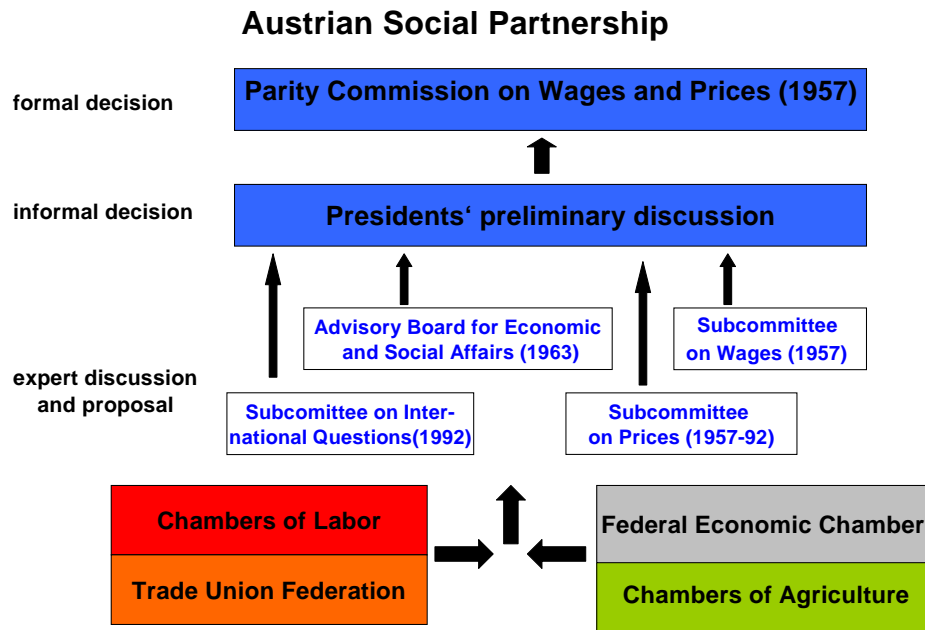 Austrian Social Partnership
formal decision
Parity Commission on Wages and Prices (1957)
informal decision
Presidents‘ preliminary discussion
Advisory Board for Economic
and Social Affairs (1963)
Subcommittee
on Wages (1957)
expert discussion
and proposal
Subcomittee on Inter-
national Questions(1992)
Subcommittee
on Prices (1957-92)
Chambers of Labor
Trade Union Federation
Federal Economic Chamber
Chambers of Agriculture